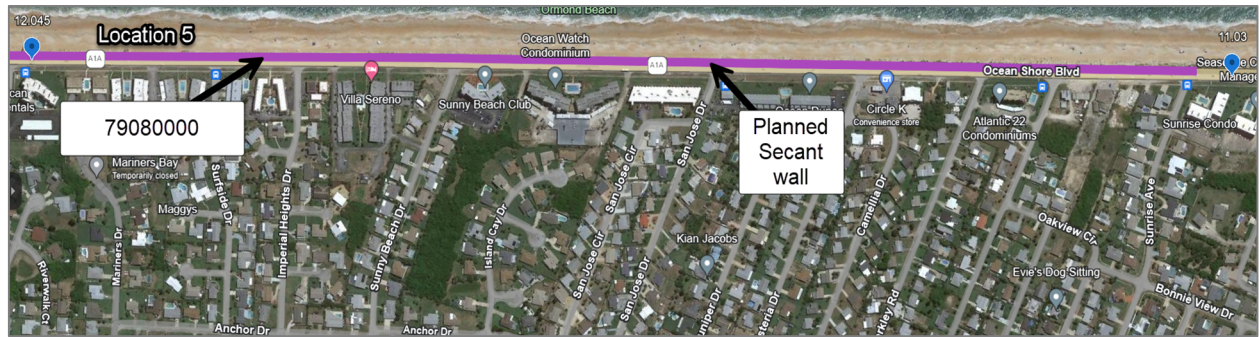 Ormond Beach
12.045
Location 5
11.03
Ocean Watch
Condominium
A1A
A1A
Ocean Shore Blvd
Manage
79080000
Villa Sereno
Sunny Beach Club
Circle K
Convenience store
Atlantic 22
Condominiums
Sunrise Condo
Planned
Secant
wall
Mariners Bay
Temporarily closed
Maggys
Surfside Dr
Mariners Dr
Imperial Heights Dr
Sunny Beach Dr
Island Cay Dr
San Jose Cir
San Jose Cir
San Jose Dr
San Jose Dr
Camellia Dr
Kian Jacobs
Oakview Cir
Sunrise Ave
Evie's Dog Sitting
Bonnie View Dr
Riverwalk Ct
Anchor Dr
Anchor Dr